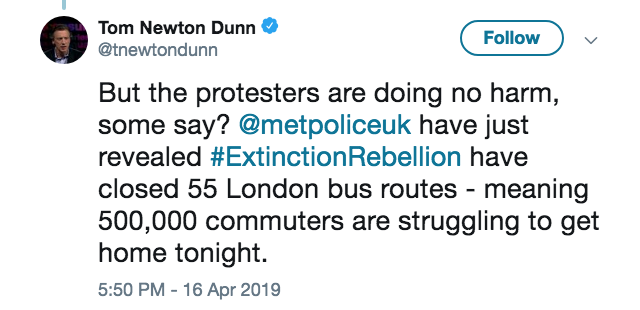 Tom Newton Dunn
@tnewtondunn
Follow
But the protesters are doing no harm,
some say? @metpoliceuk have just
revealed #ExtinctionRebellion have
closed 55 London bus routes - meaning
500,000 commuters are struggling to get
home tonight.
5:50 PM - 16 Apr 2019